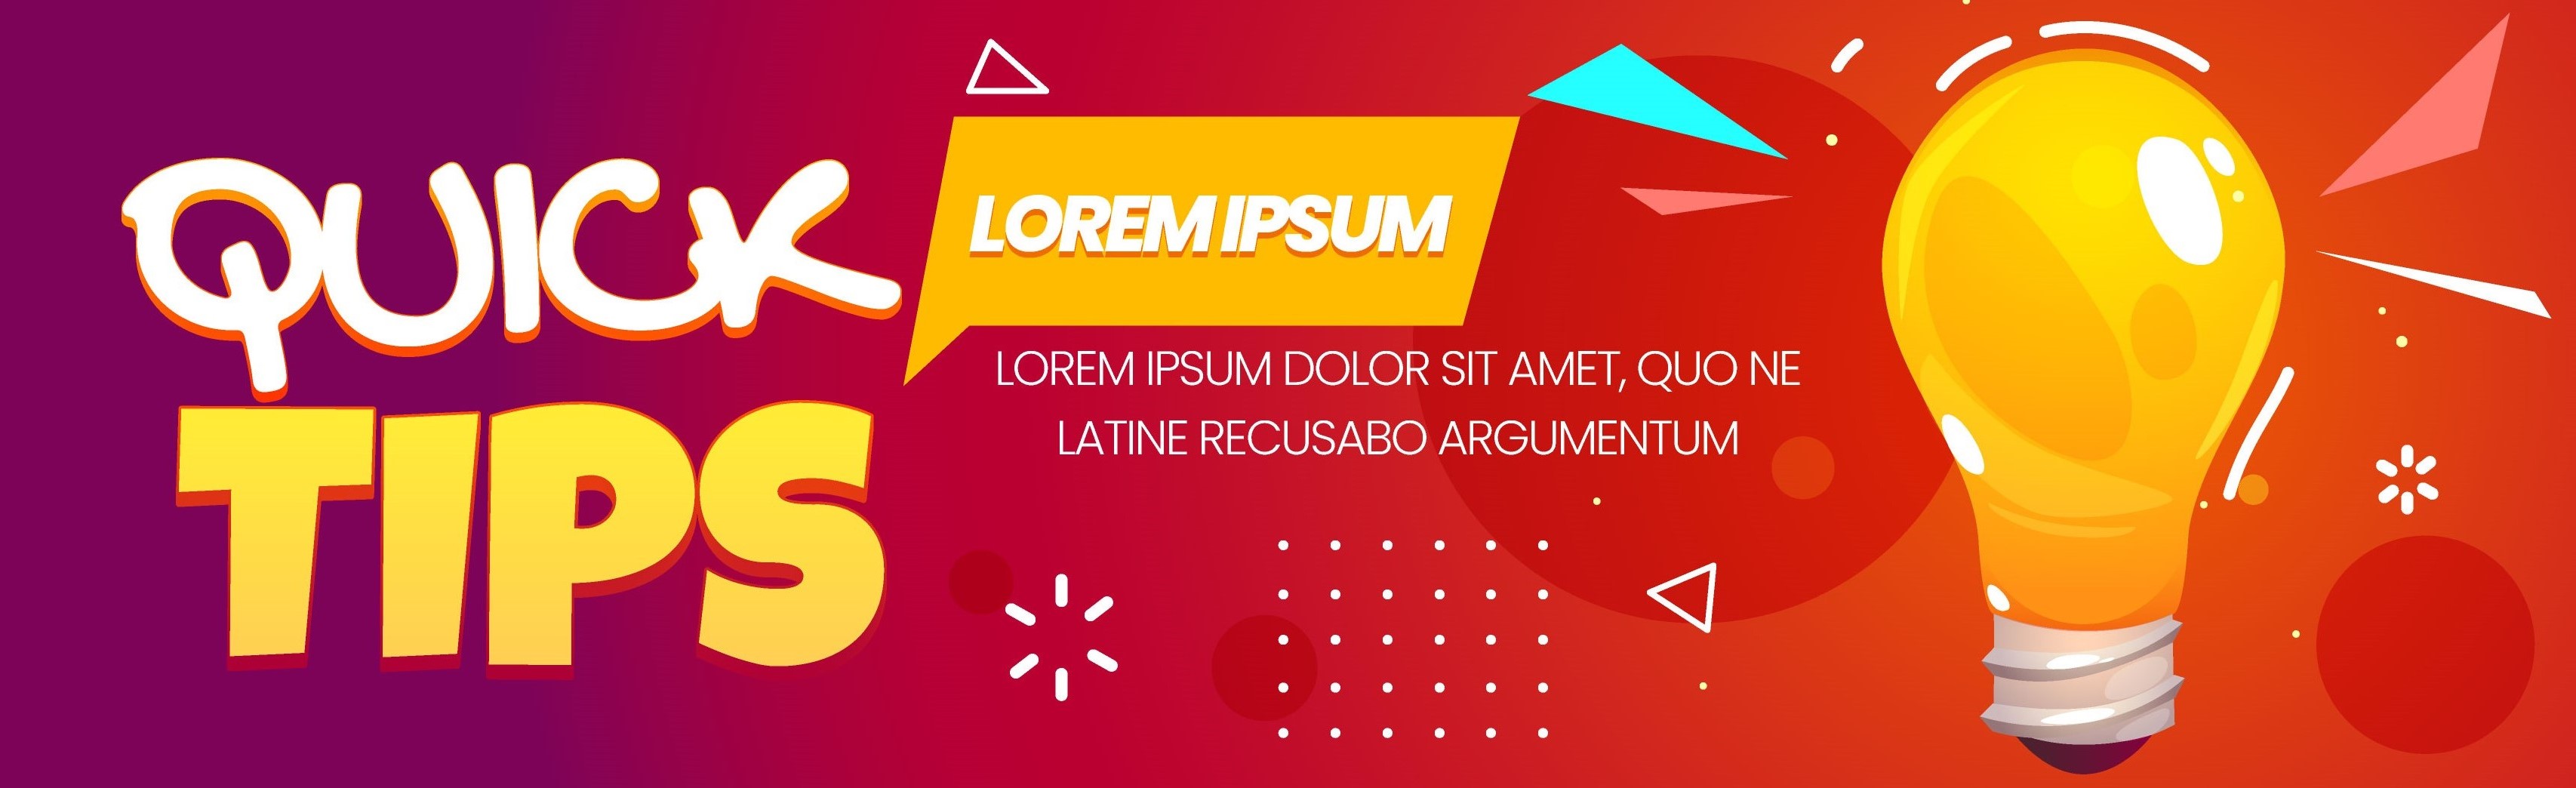 QUICK
TIPS
LOREM IPSUM
LOREM IPSUM DOLOR SIT AMET, QUO NE
LATINE RECUSABO ARGUMENTUM